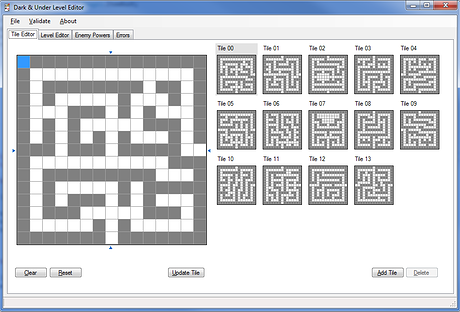 Dark & Under Level Editor
File Validate About
Tile Editor Level Editor Enemy Powers Errors
Tile 00 Tile 01 Tile 02 Tile 03 Tile 04
Tile 05 Tile 06 Tile 07 Tile 08 Tile 09
Tile 10 Tile 11 Tile 12 Tile 13
Clear Reset Update Tile Add Tile Delete